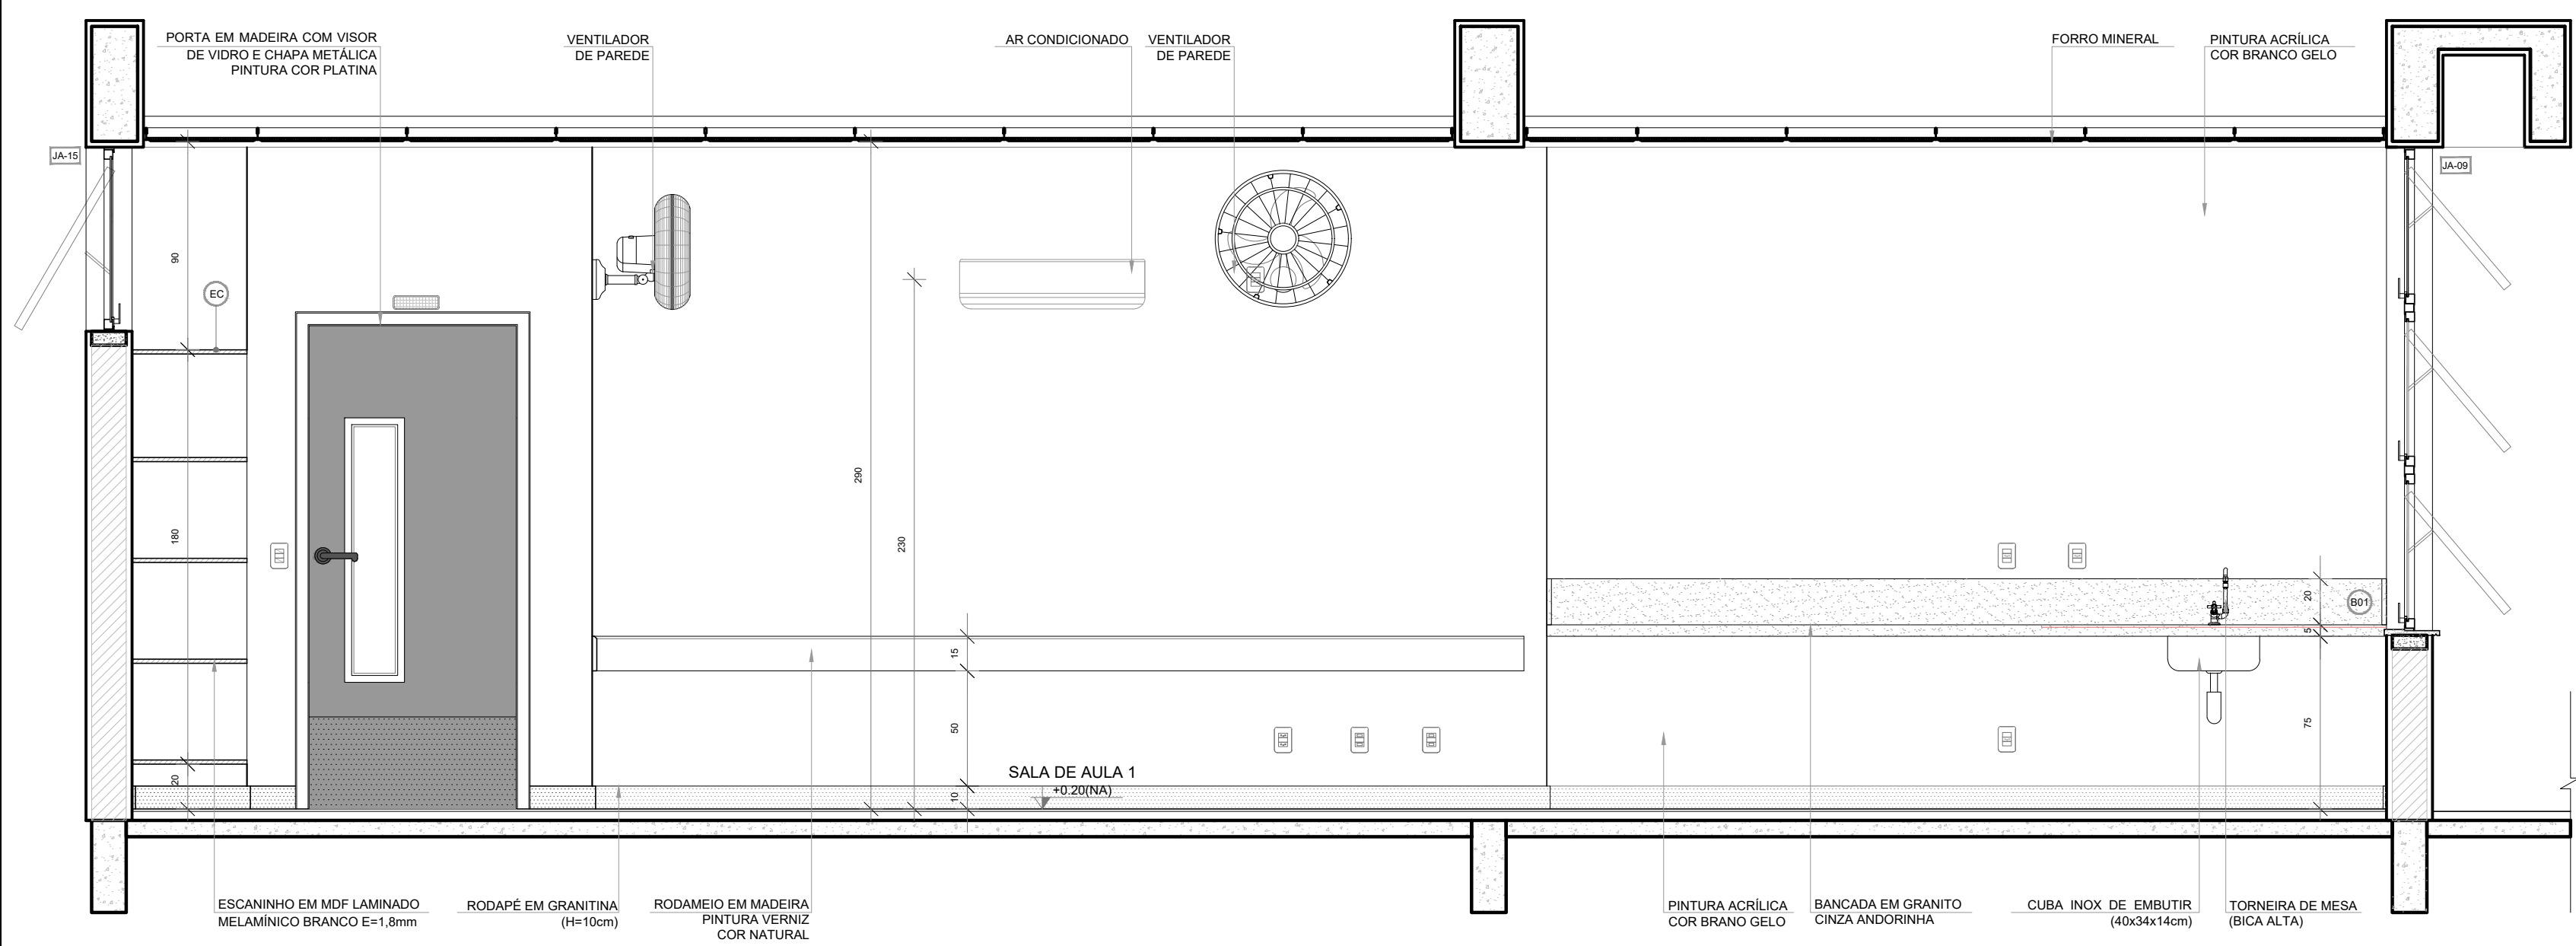 PORTA EM MADEIRA COM VISOR
DE VIDRO E CHAPA METÁLICA
PINTURA COR PLATINA
VENTILADOR
DE PAREDE
AR CONDICIONADO
VENTILADOR
DE PAREDE
FORRO MINERAL
PINTURA ACRÍLICA
COR BRANCO GELO
JA-15
JA-09
90
EC
290
230
180
20
B01
5
15
50
75
20
10
SALA DE AULA 1
+0.20(NA)
ESCANINHO EM MDF LAMINADO
MELAMÍNICO BRANCO E=1,8mm
RODAPÉ EM GRANITINA
(H=10cm)
RODAMEIO EM MADEIRA
PINTURA VERNIZ
COR NATURAL
PINTURA ACRÍLICA
COR BRANO GELO
BANCADA EM GRANITO
CINZA ANDORINHA
CUBA INOX DE EMBUTIR
(40x34x14cm)
TORNEIRA DE MESA
(BICA ALTA)